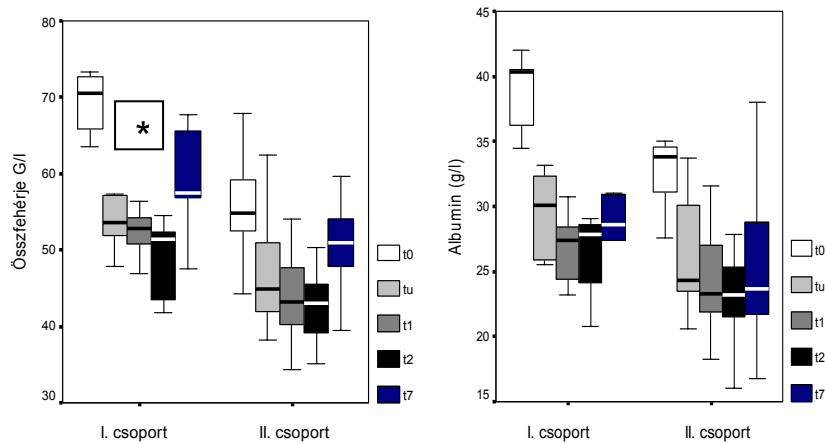 80
70
60
50
40
30
Összfehérje G/l
*
I. csoport
II. csoport
t0
tu
t1
t2
t7
45
40
35
30
25
20
15
Albumin (g/l)
I. csoport
II. csoport
t0
tu
t1
t2
t7